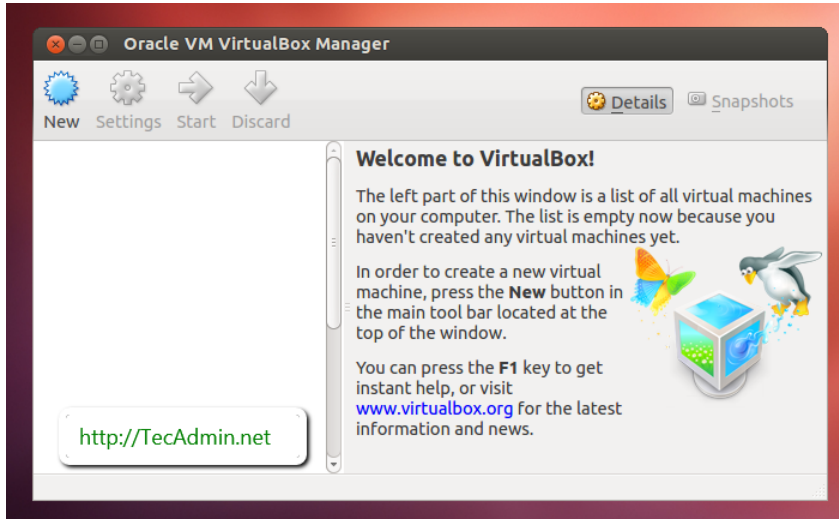 Oracle VM VirtualBox Manager
New Settings Start Discard
Details Snapshots
Welcome to VirtualBox!
The left part of this window is a list of all virtual machines
on your computer. The list is empty now because you
haven't created any virtual machines yet.
In order to create a new virtual
machine, press the New button in
the main tool bar located at the
top of the window.
You can press the F1 key to get
instant help, or visit
www.virtualbox.org for the latest
information and news.
http://TecAdmin.net